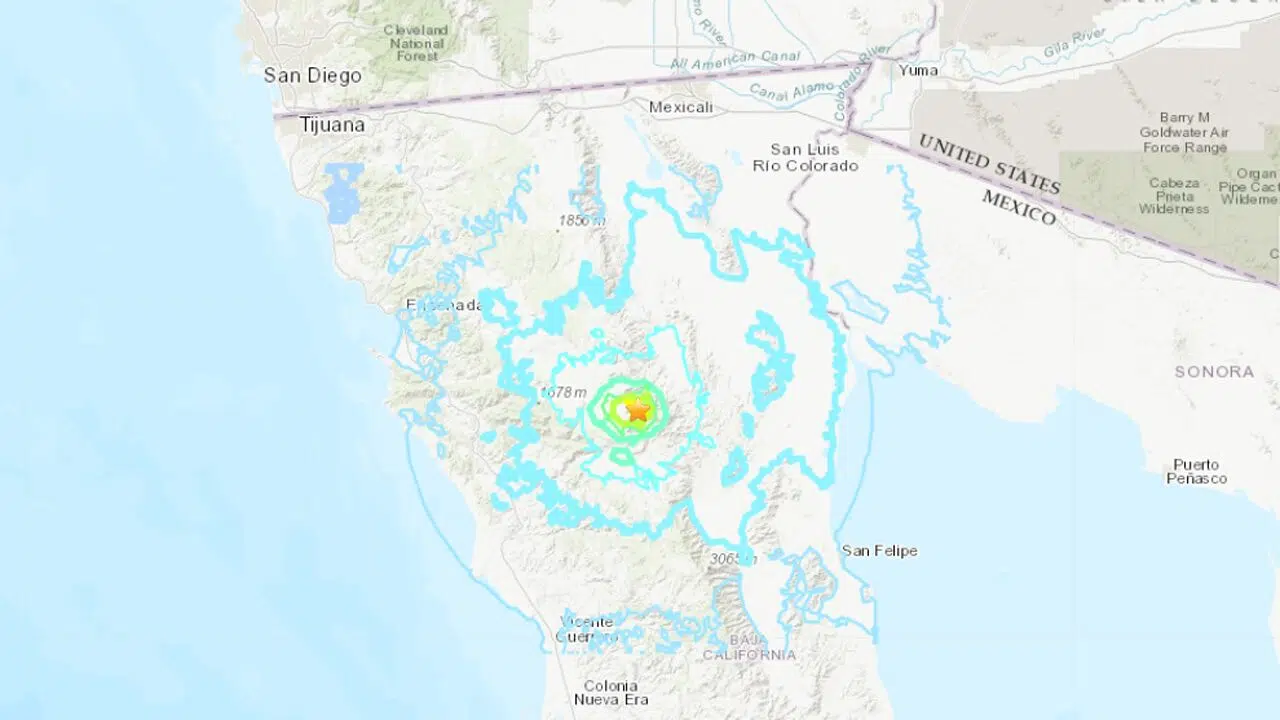 Cleveland
National
Forest
San Diego
Tijuana
All American Canal
Canal Alamo
Colorado River
Mexicali
Yuma
Gila River
San Luis
Río Colorado
UNITED STATES
MEXICO
Barry M
Goldwater Air
Force Range
Cabeza
Prieta
Wilderness
Organ
Pipe Cact
Wilderne
1856 m
Ensenada
1678 m
SONORA
Puerto
Peñasco
San Felipe
3065 m
Vicente
Guerrero
BAJA
CALIFORNIA
Colonia
Nueva Era